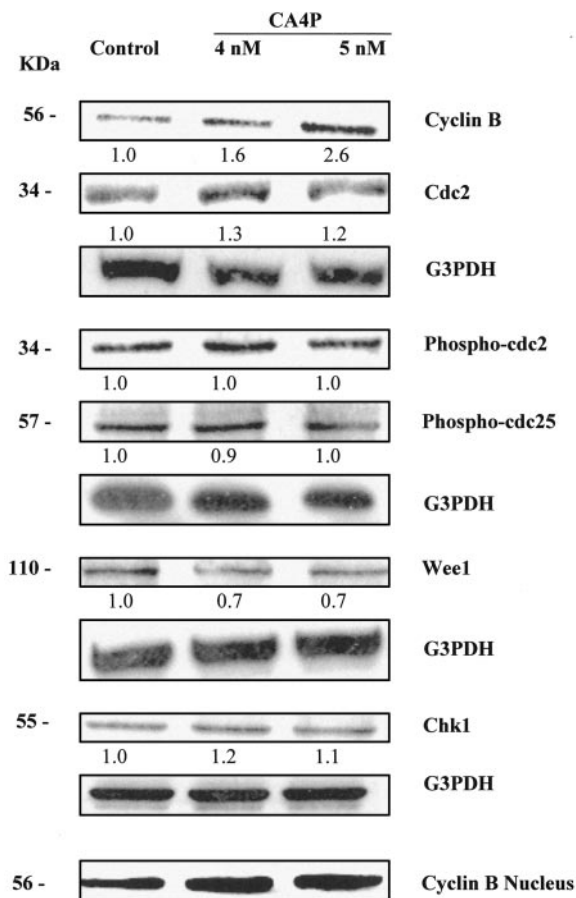 CA4P
KDa Control 4 nM 5 nM
56 - Cyclin B
1.0 1.6 2.6
34 - Cdc2
1.0 1.3 1.2
G3PDH
34 - Phospho-cdc2
1.0 1.0 1.0
57 - Phospho-cdc25
1.0 0.9 1.0
G3PDH
110 - Wee1
1.0 0.7 0.7
G3PDH
55 - Chk1
1.0 1.2 1.1
G3PDH
56 - Cyclin B Nucleus